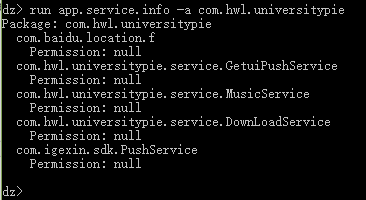 dz> run app.service.info -a com.hwl.universitypie
Package: com.hwl.universitypie
com.baidu.location.f
Permission: null
com.hwl.universitypie.service.GetuiPushService
Permission: null
com.hwl.universitypie.service.MusicService
Permission: null
com.hwl.universitypie.service.DownLoadService
Permission: null
com.igexin.sdk.PushService
Permission: null
dz>